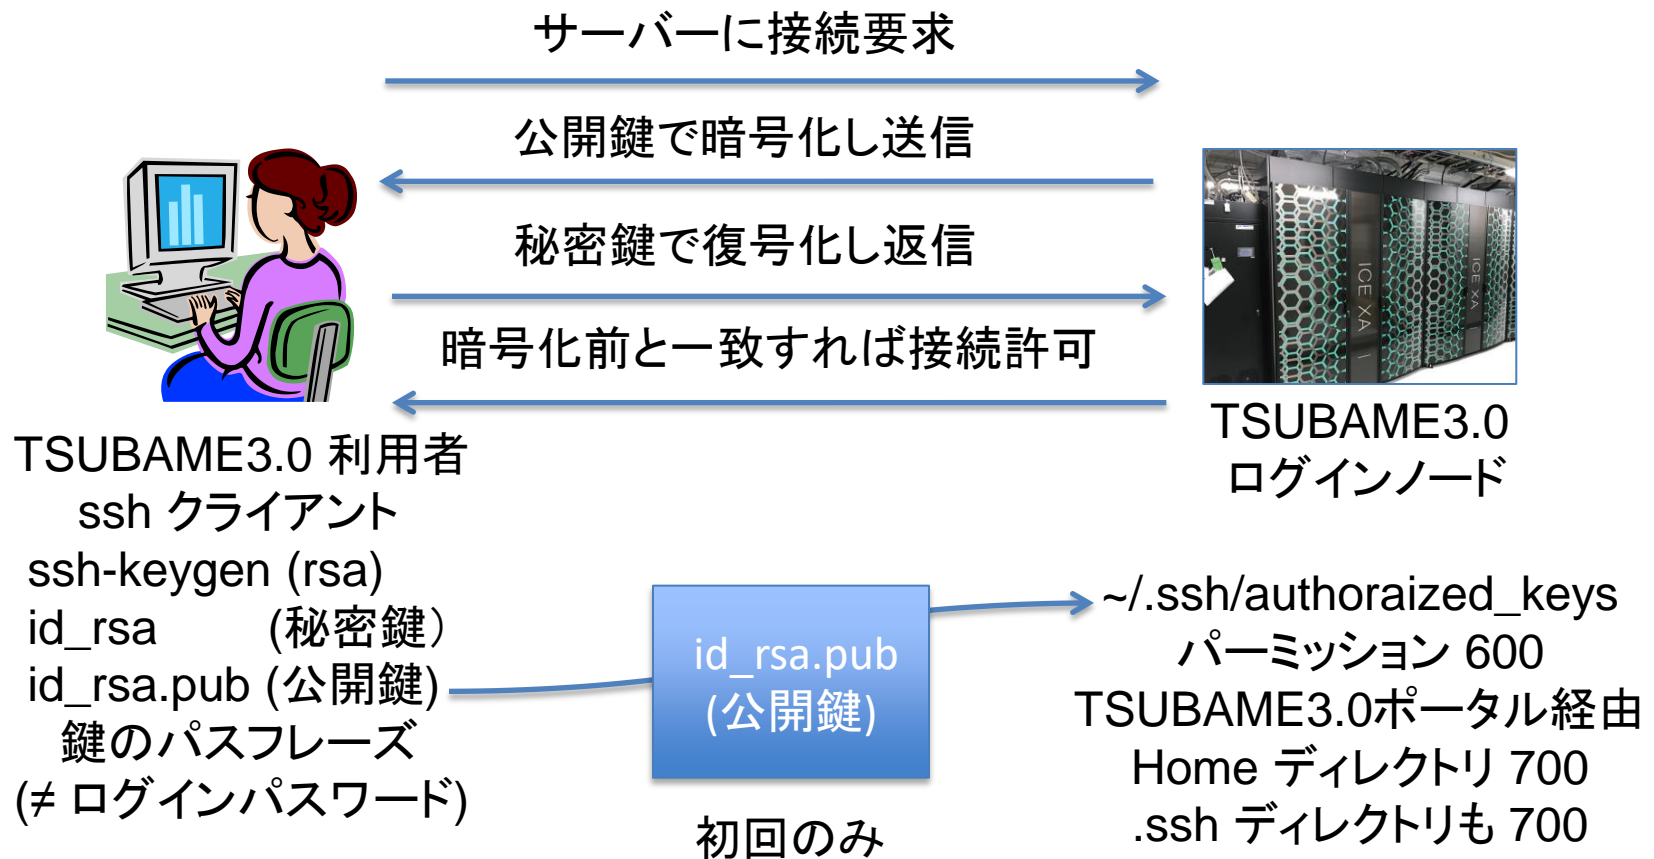 サーバーに接続要求
公開鍵で暗号化し送信
秘密鍵で復号化し返信
暗号化前と一致すれば接続許可
ICE XA
ICE XA
TSUBAME3.0 利用者
ssh クライアント
ssh-keygen (rsa)
id_rsa (秘密鍵）
id_rsa.pub (公開鍵)
鍵のパスフレーズ
(≠ ログインパスワード)
id_rsa.pub
(公開鍵)
初回のみ
TSUBAME3.0
ログインノード
~/.ssh/authoraized_keys
パーミッション 600
TSUBAME3.0ポータル経由
Home ディレクトリ 700
.ssh ディレクトリも 700